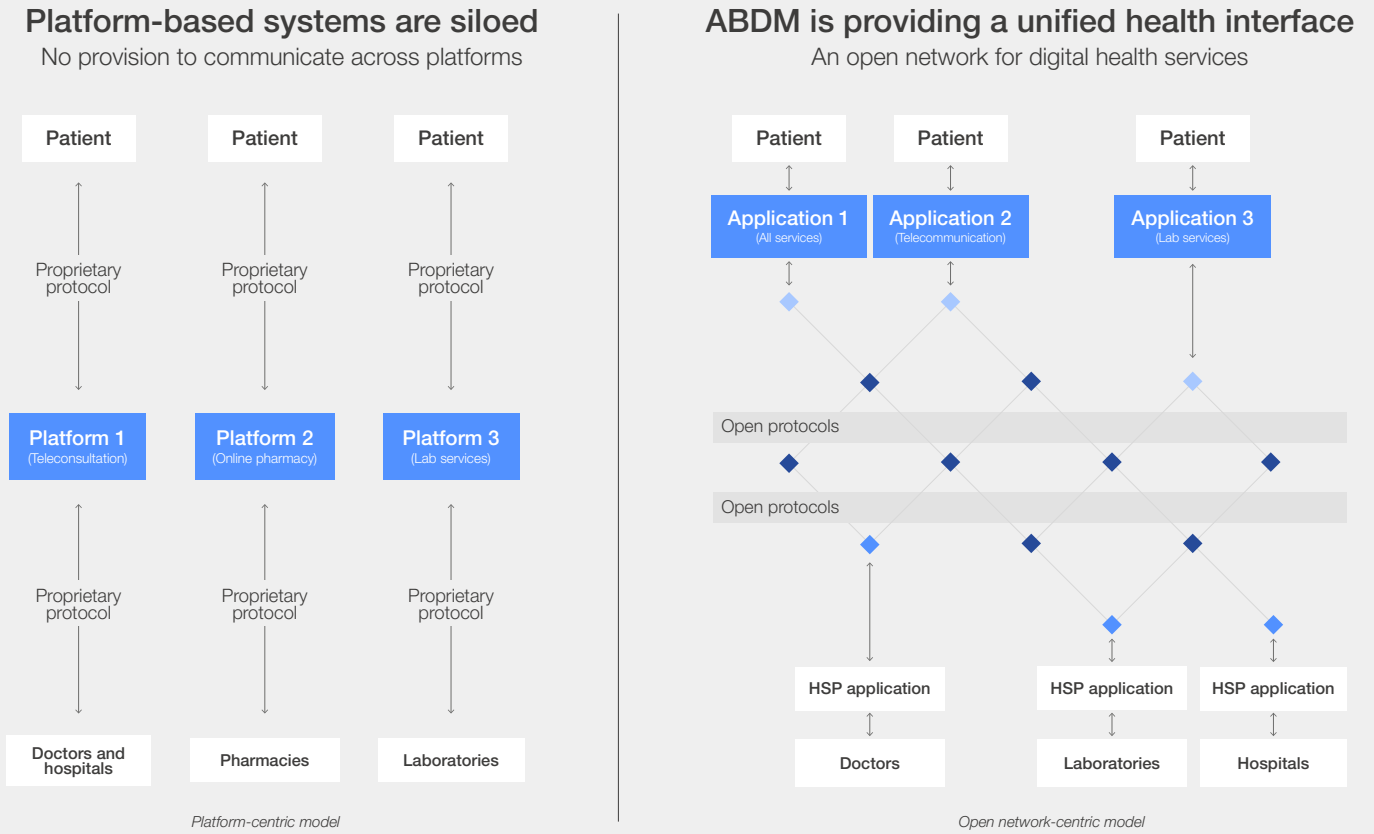 Platform-based systems are siloed
No provision to communicate across platforms
Patient
Patient
Patient
Proprietary
protocol
Proprietary
protocol
Proprietary
protocol
Platform 1
(Teleconsultation)
Platform 2
(Online pharmacy)
Platform 3
(Lab services)
Proprietary
protocol
Proprietary
protocol
Proprietary
protocol
Doctors and
hospitals
Pharmacies
Laboratories
Platform-centric model
ABDM is providing a unified health interface
An open network for digital health services
Patient
Patient
Patient
Application 1
(All services)
Application 2
(Telecommunication)
Application 3
(Lab services)
Open protocols
Open protocols
HSP application
HSP application
HSP application
Doctors
Laboratories
Hospitals
Open network-centric model